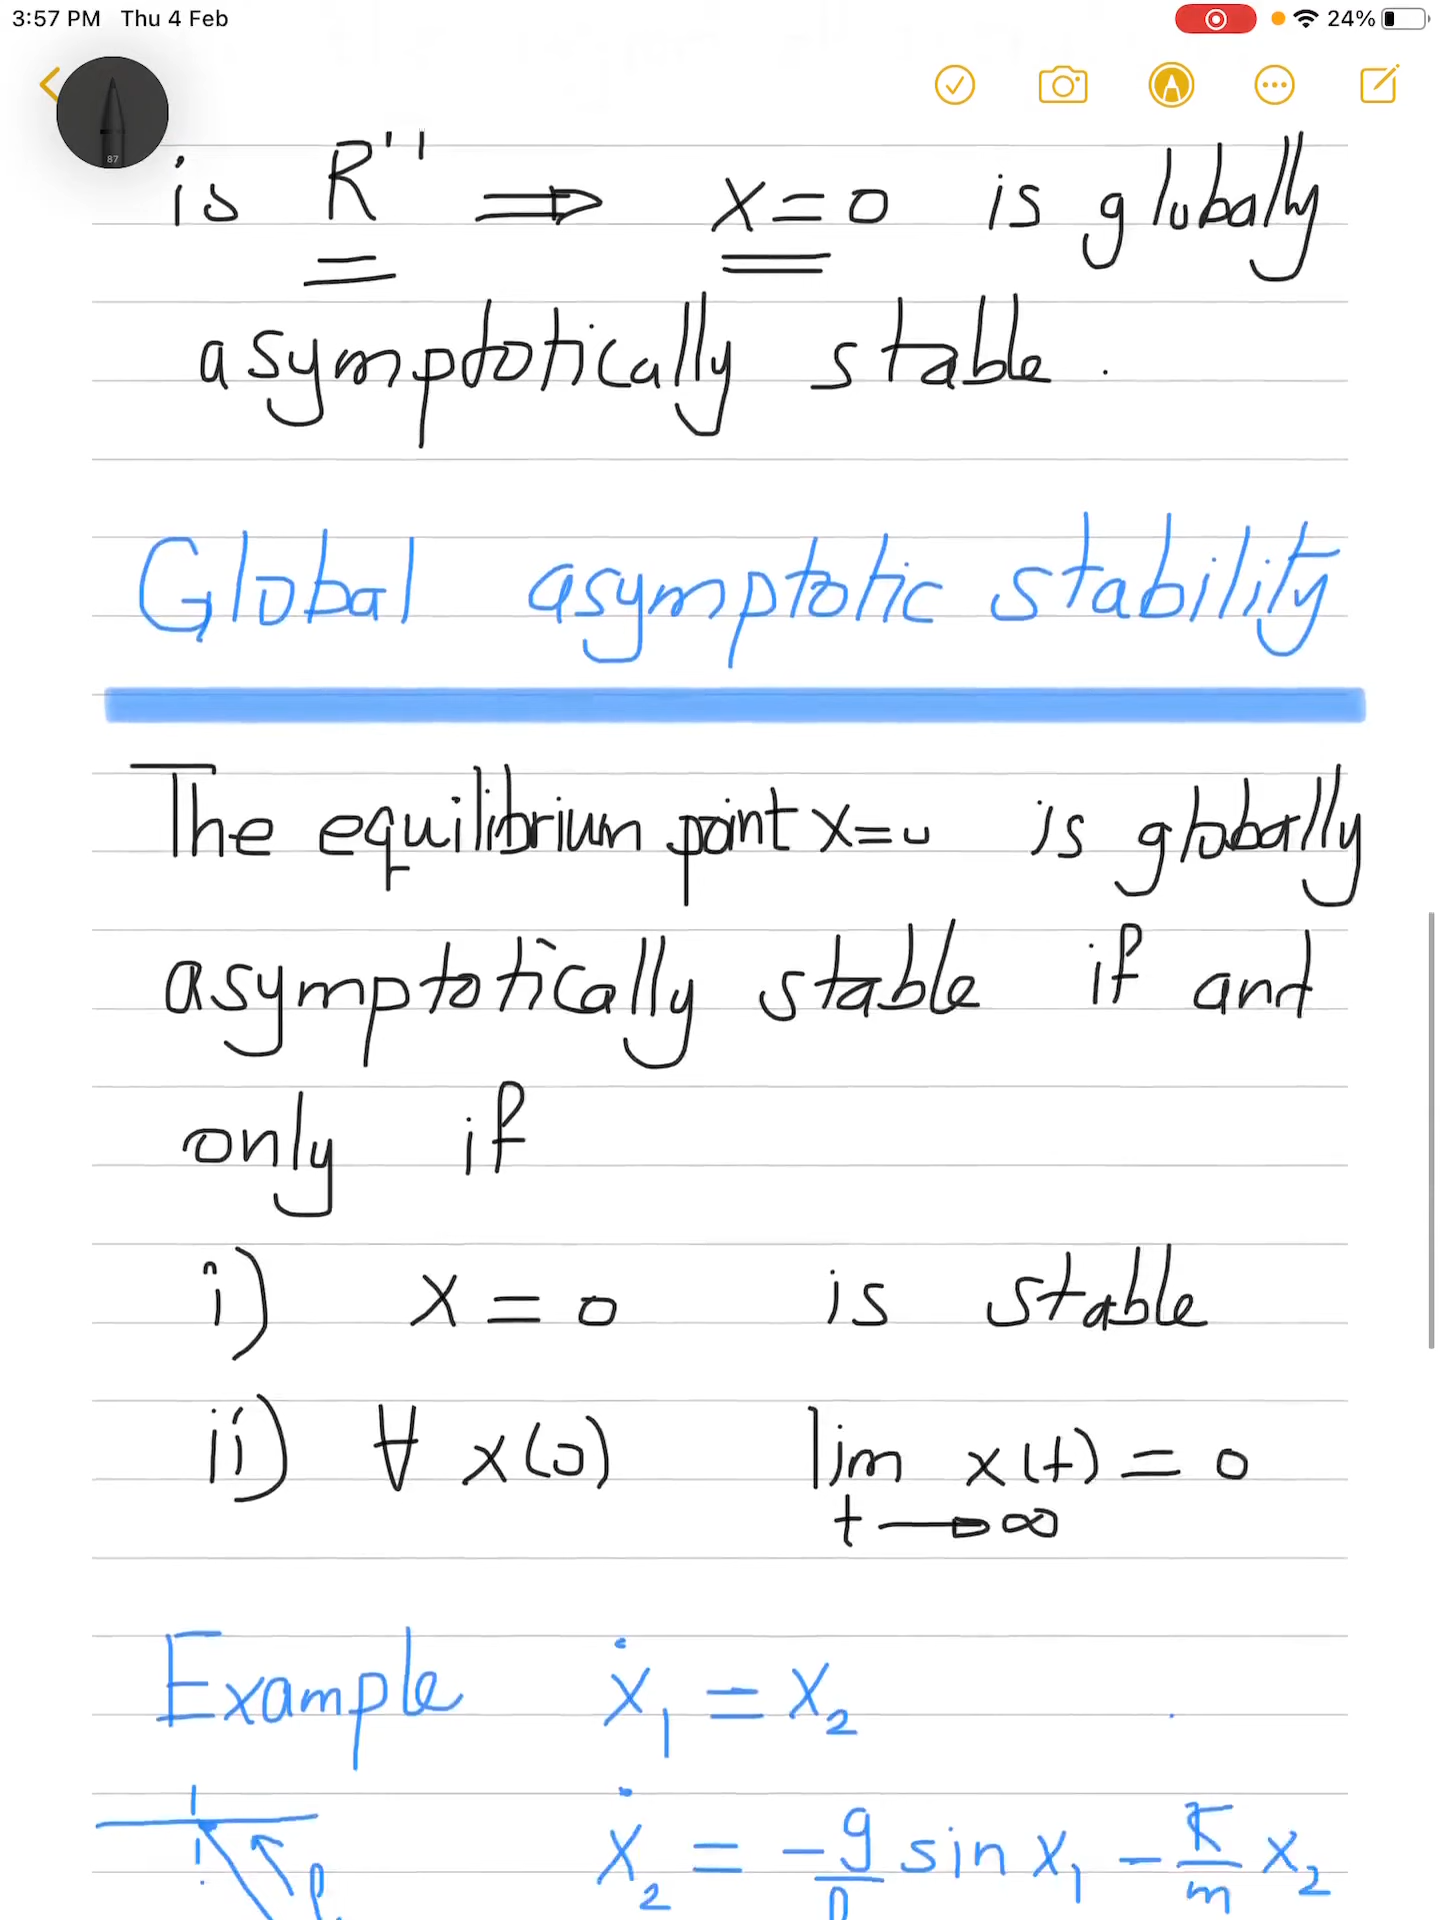 3:57 PM Thu 4 Feb 24%
87
is Rⁿ ⟹ x=0 is globally
asymptotically stable.
Global asymptotic stability
The equilibrium point x=0 is globally
asymptotically stable if and
only if
i) x = 0 is stable
ii) ∀ x(0) lim x(t) = 0
t → ∞
Example ẋ₁ = x₂
ẋ₂ = -g/l sin x₁ - k/m x₂
l